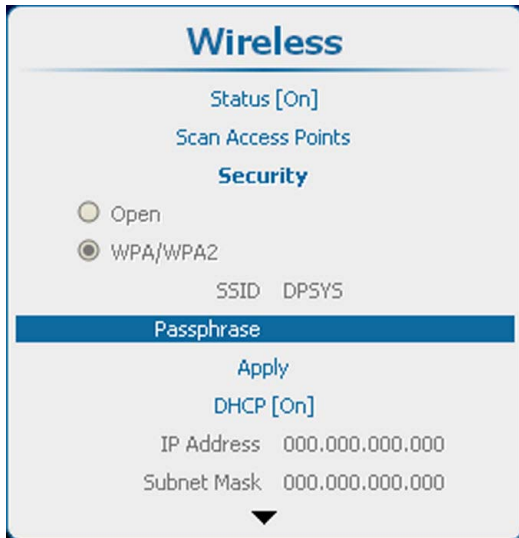 Wireless
Status [On]
Scan Access Points
Security
Open
WPA/WPA2
SSID DPSYS
Passphrase
Apply
DHCP [On]
IP Address 000.000.000.000
Subnet Mask 000.000.000.000